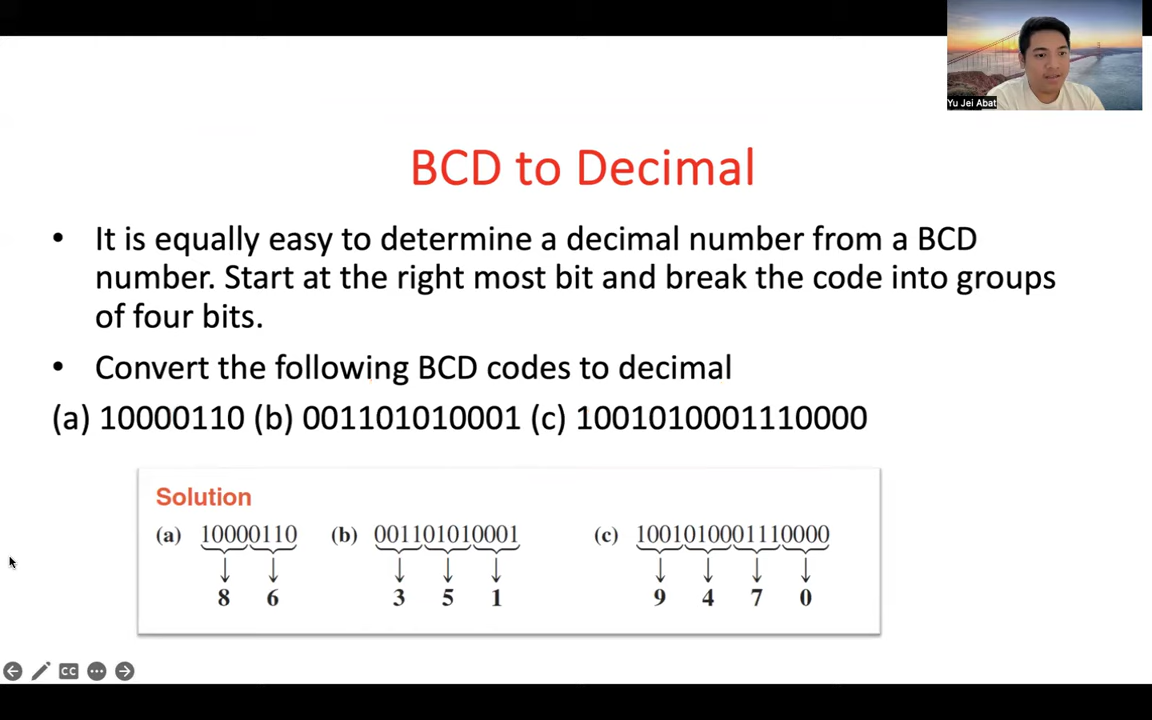 Yu Jei Abat
BCD to Decimal
• It is equally easy to determine a decimal number from a BCD
number. Start at the right most bit and break the code into groups
of four bits.
• Convert the following BCD codes to decimal
(a) 10000110 (b) 001101010001 (c) 1001010001110000
Solution
(a) 10000110 (b) 001101010001 (c) 1001010001110000
8 6 3 5 1 9 4 7 0
CC